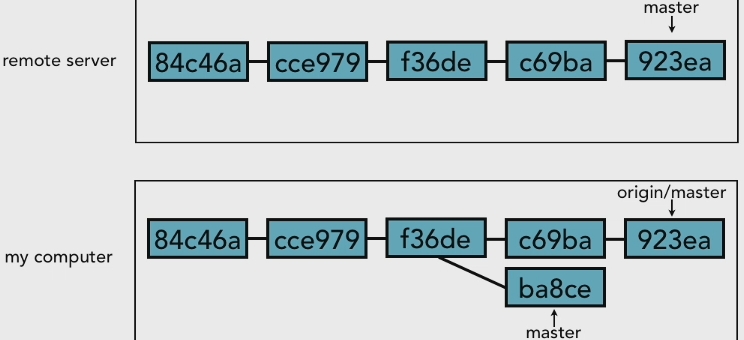 master
remote server
84c46a cce979 f36de c69ba 923ea
origin/master
84c46a cce979 f36de c69ba 923ea
my computer
ba8ce
master